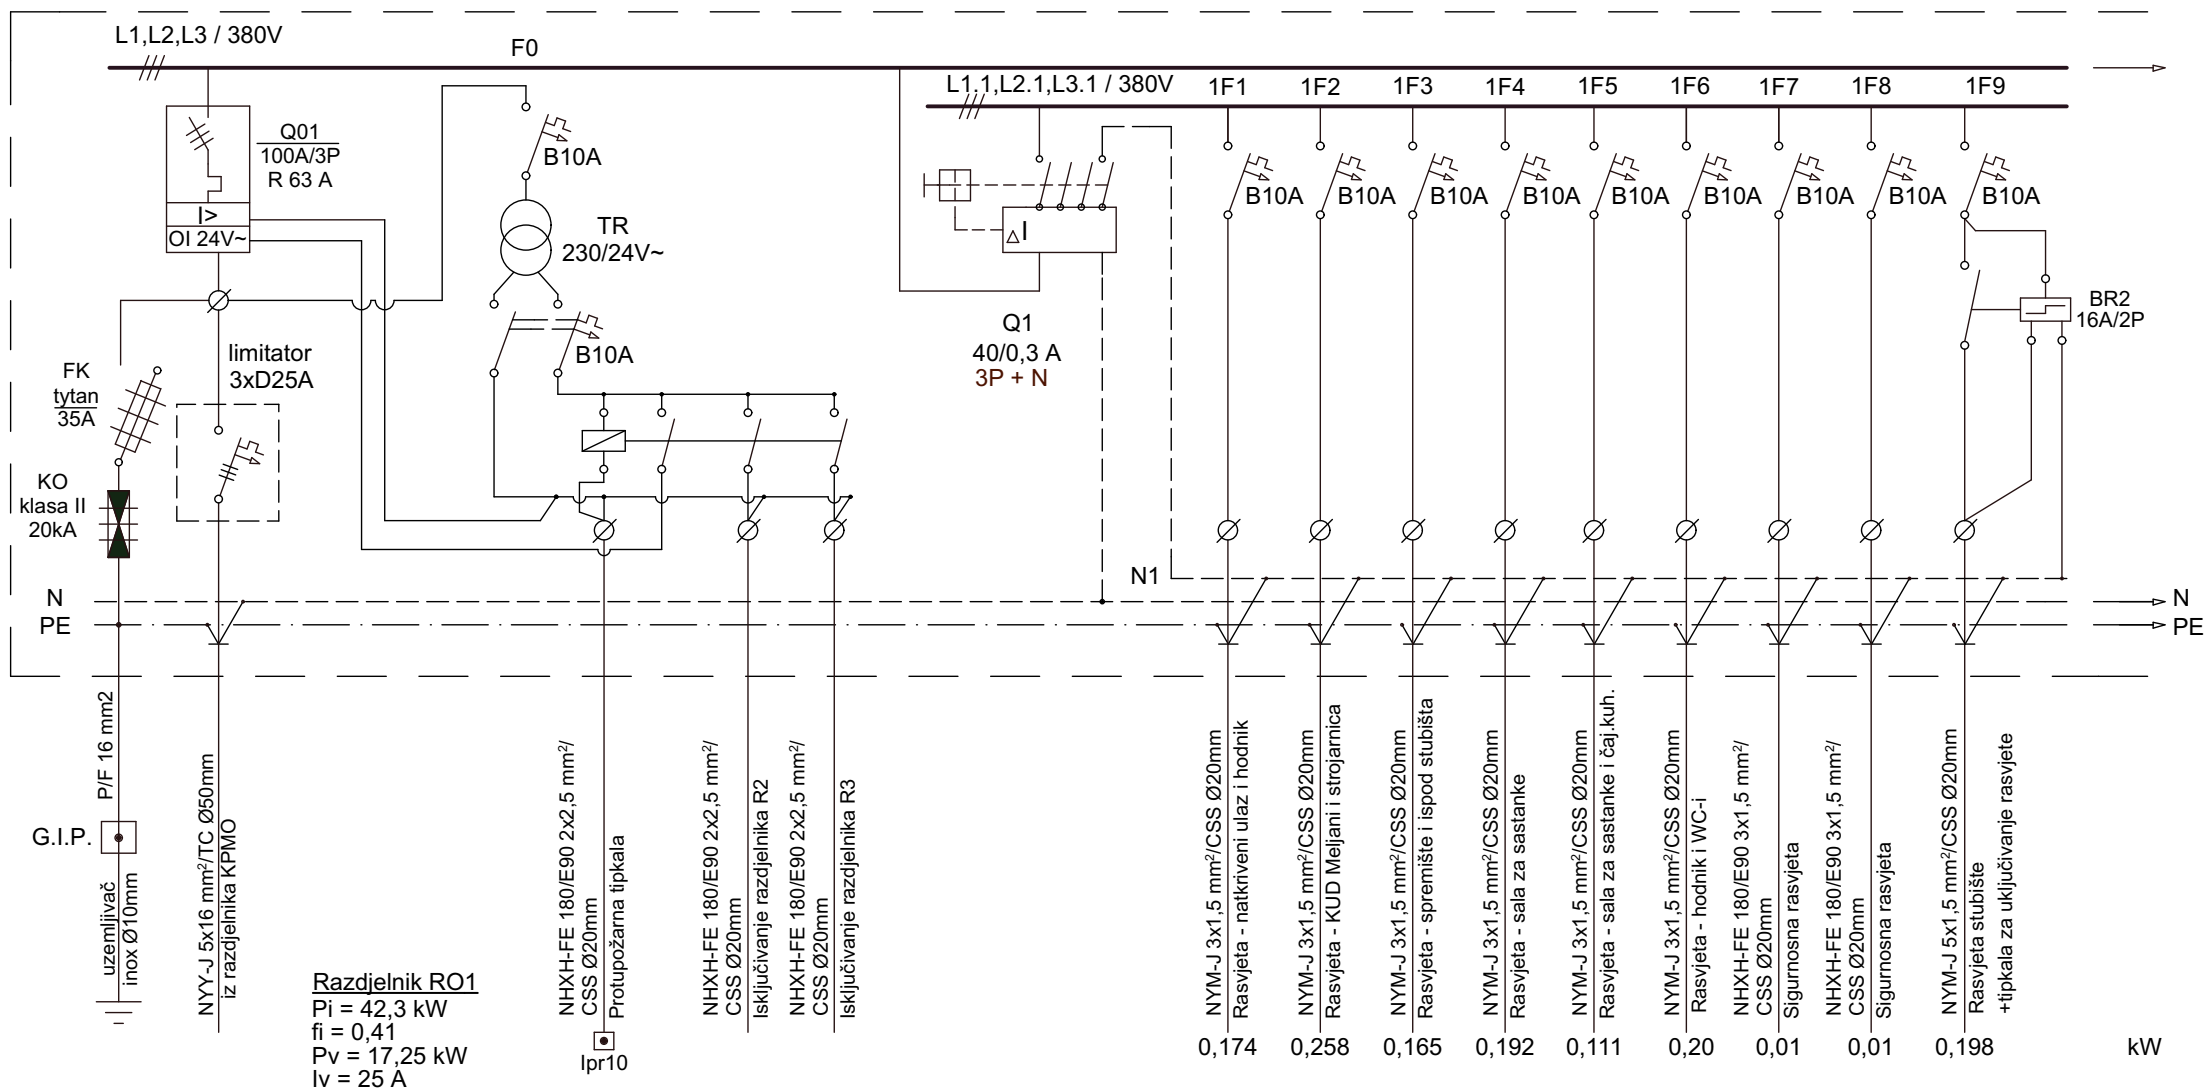 L1,L2,L3 / 380V
F0
L1.1,L2.1,L3.1 / 380V
1F1
1F2
1F3
1F4
1F5
1F6
1F7
1F8
1F9
Q01
100A/3P
R 63 A
I>
OI 24V~
B10A
TR
230/24V~
B10A
limitator
3xD25A
FK
tytan
35A
KO
klasa II
20kA
△I
Q1
40/0,3 A
3P + N
B10A
B10A
B10A
B10A
B10A
B10A
B10A
B10A
B10A
BR2
16A/2P
N1
N
PE
N
PE
P/F 16 mm2
G.I.P.
uzemljivač
inox Ø10mm
NYY-J 5x16 mm²/TC Ø50mm
iz razdjelnika KPMO
Razdjelnik RO1
Pi = 42,3 kW
fi = 0,41
Pv = 17,25 kW
Iv = 25 A
NHXH-FE 180/E90 2x2,5 mm²/
CSS Ø20mm
Protupožarna tipkala
Ipr10
NHXH-FE 180/E90 2x2,5 mm²/
CSS Ø20mm
Isključivanje razdjelnika R2
NHXH-FE 180/E90 2x2,5 mm²/
CSS Ø20mm
Isključivanje razdjelnika R3
NYM-J 3x1,5 mm²/CSS Ø20mm
Rasvjeta - natkriveni ulaz i hodnik
NYM-J 3x1,5 mm²/CSS Ø20mm
Rasvjeta - KUD Meljani i strojarnica
NYM-J 3x1,5 mm²/CSS Ø20mm
Rasvjeta - spremište i ispod stubišta
NYM-J 3x1,5 mm²/CSS Ø20mm
Rasvjeta - sala za sastanke
NYM-J 3x1,5 mm²/CSS Ø20mm
Rasvjeta - sala za sastanke i čaj.kuh.
NYM-J 3x1,5 mm²/CSS Ø20mm
Rasvjeta - hodnik i WC-i
NHXH-FE 180/E90 3x1,5 mm²/
CSS Ø20mm
Sigurnosna rasvjeta
NHXH-FE 180/E90 3x1,5 mm²/
CSS Ø20mm
Sigurnosna rasvjeta
NYM-J 5x1,5 mm²/CSS Ø20mm
Rasvjeta stubište
+tipkala za uključivanje rasvjete
0,174
0,258
0,165
0,192
0,111
0,20
0,01
0,01
0,198
kW